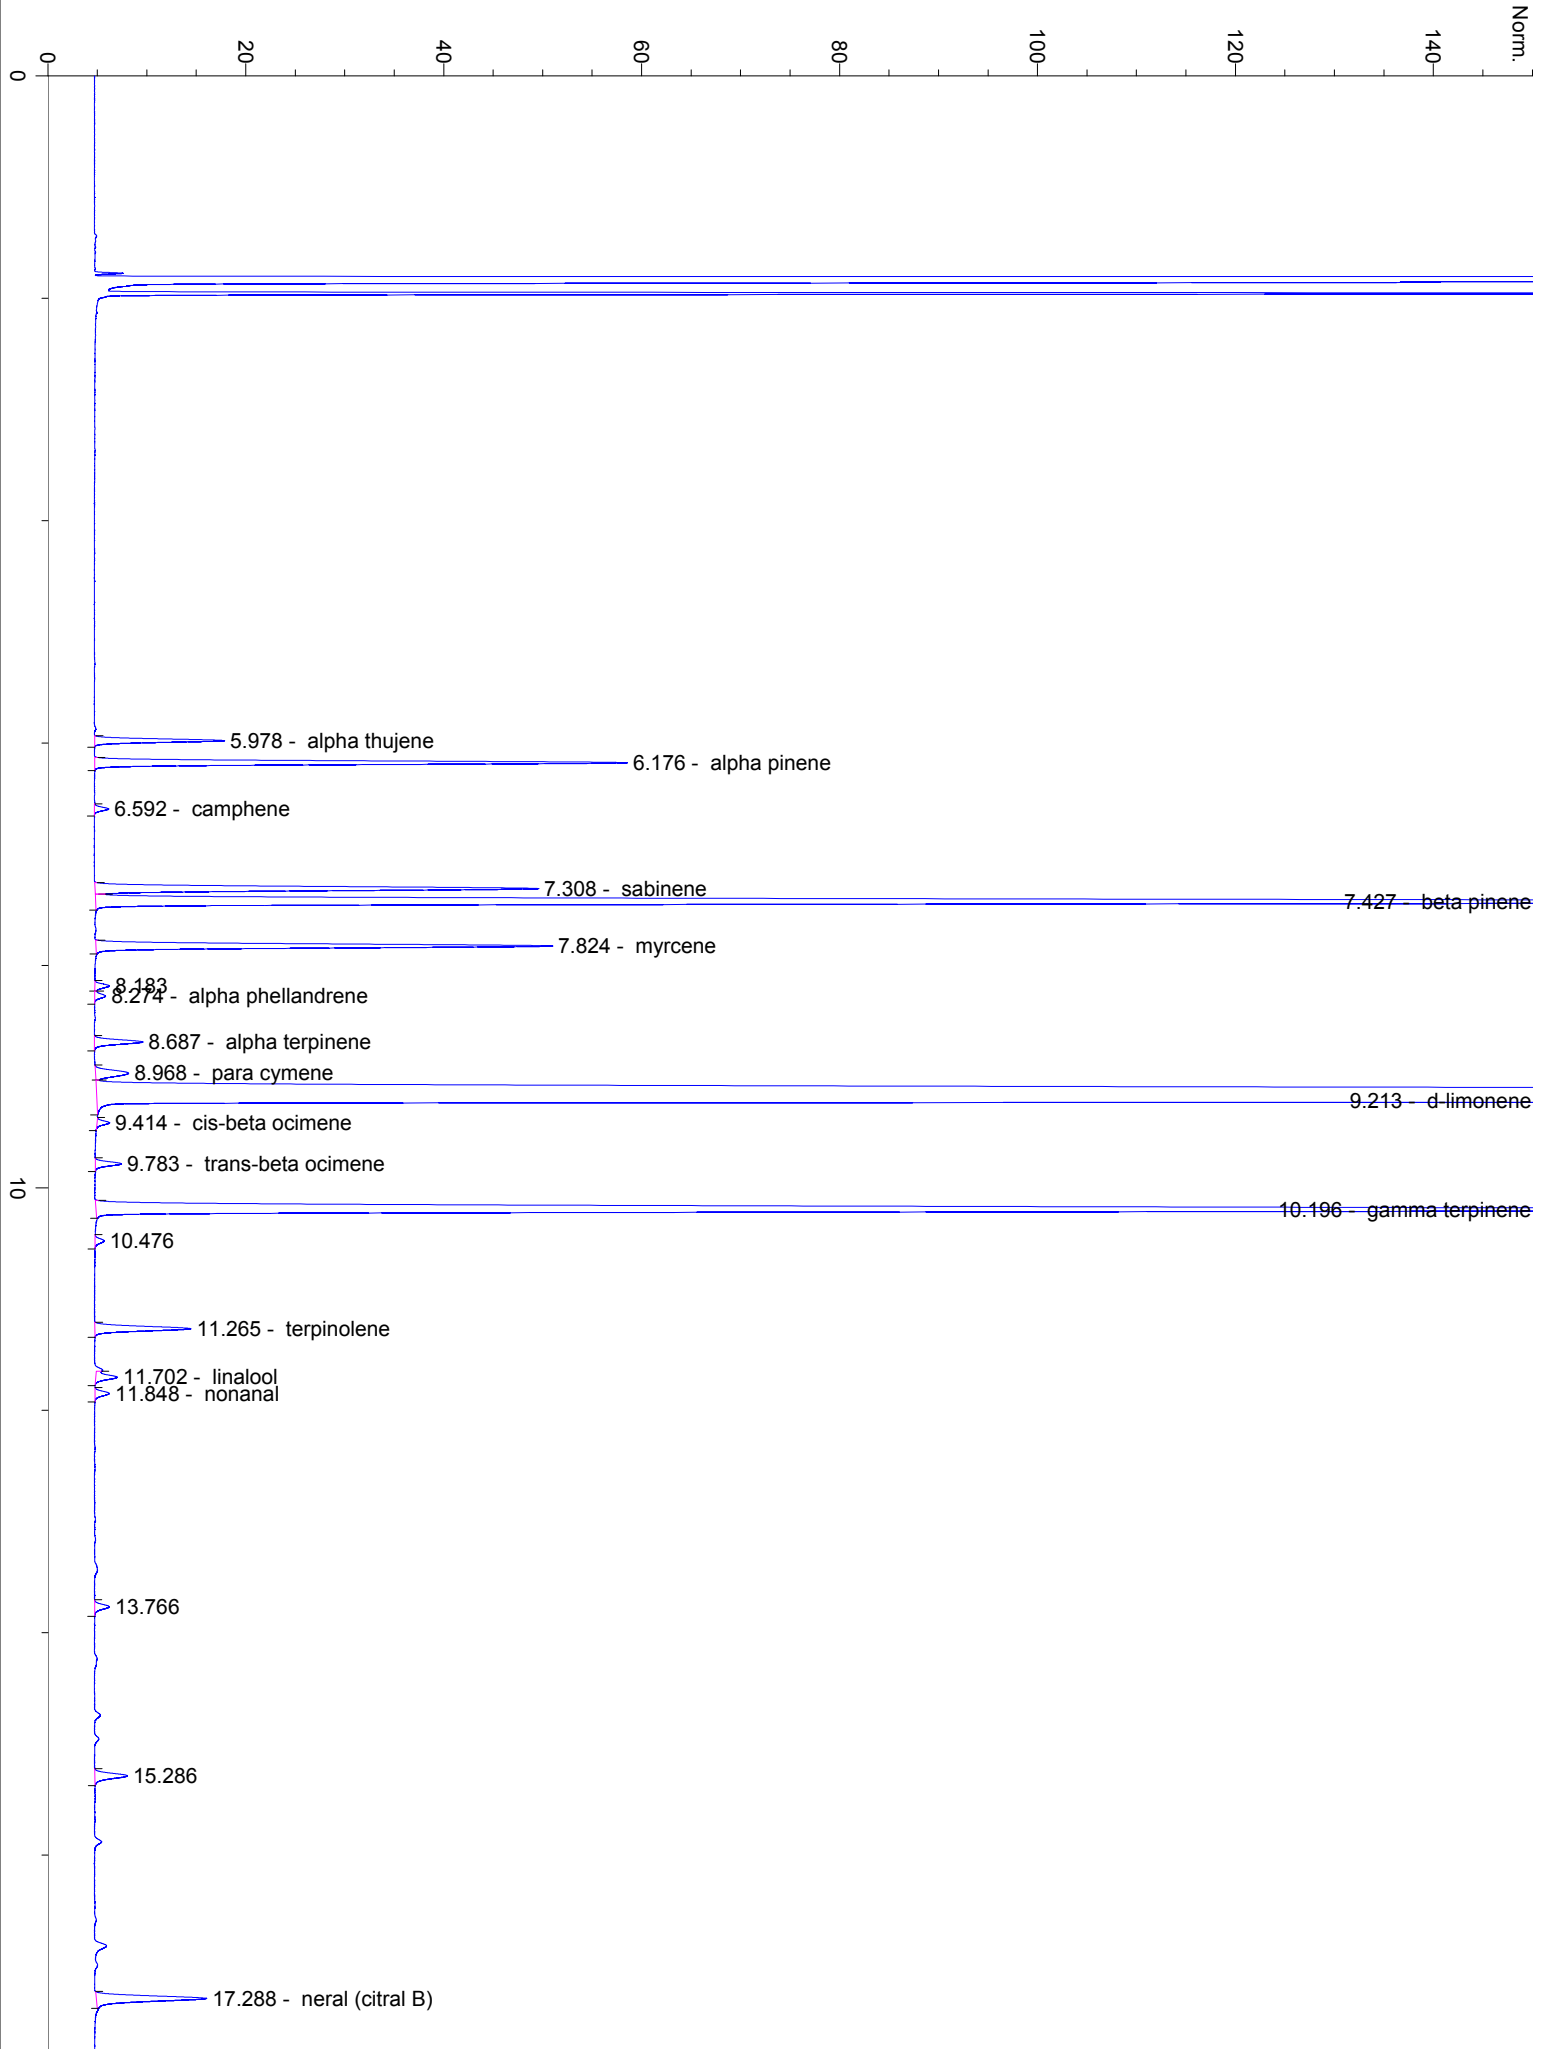 Norm.
0
20
40
60
80
100
120
140
0
5.978 - alpha thujene
6.176 - alpha pinene
6.592 - camphene
7.308 - sabinene
7.427 - beta pinene
7.824 - myrcene
8.183
8.274 - alpha phellandrene
8.687 - alpha terpinene
8.968 - para cymene
9.213 - d-limonene
9.414 - cis-beta ocimene
9.783 - trans-beta ocimene
10
10.196 - gamma terpinene
10.476
11.265 - terpinolene
11.702 - linalool
11.848 - nonanal
13.766
15.286
17.288 - neral (citral B)